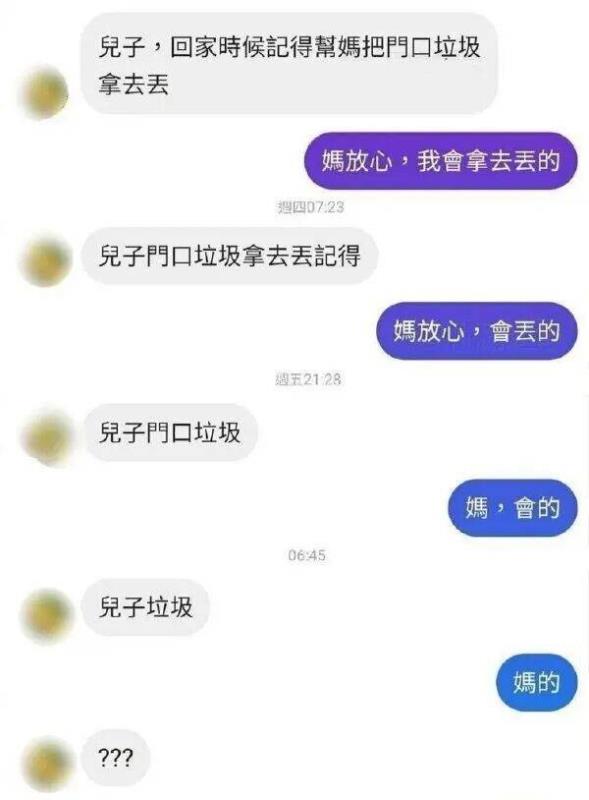 兒子，回家時候記得幫媽把門口垃圾
拿去丟
媽放心，我會拿去丟的
週四07:23
兒子門口垃圾拿去丟記得
媽放心，會丟的
週五21:28
兒子門口垃圾
媽，會的
06:45
兒子垃圾
媽的
???